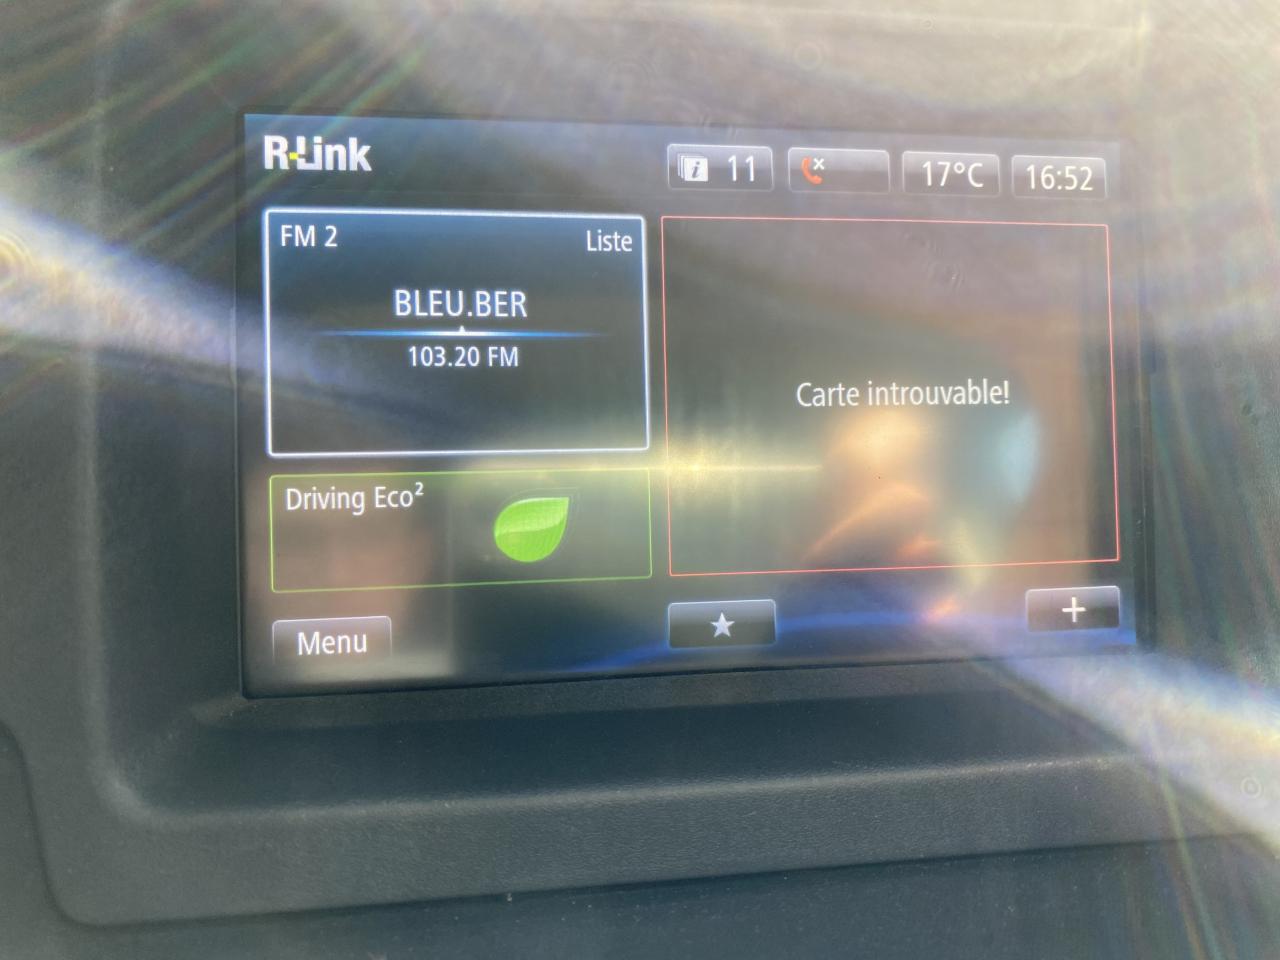 R-Link
i 11
17°C
16:52
FM 2
Liste
BLEU.BER
103.20 FM
Carte introuvable!
Driving Eco²
Menu